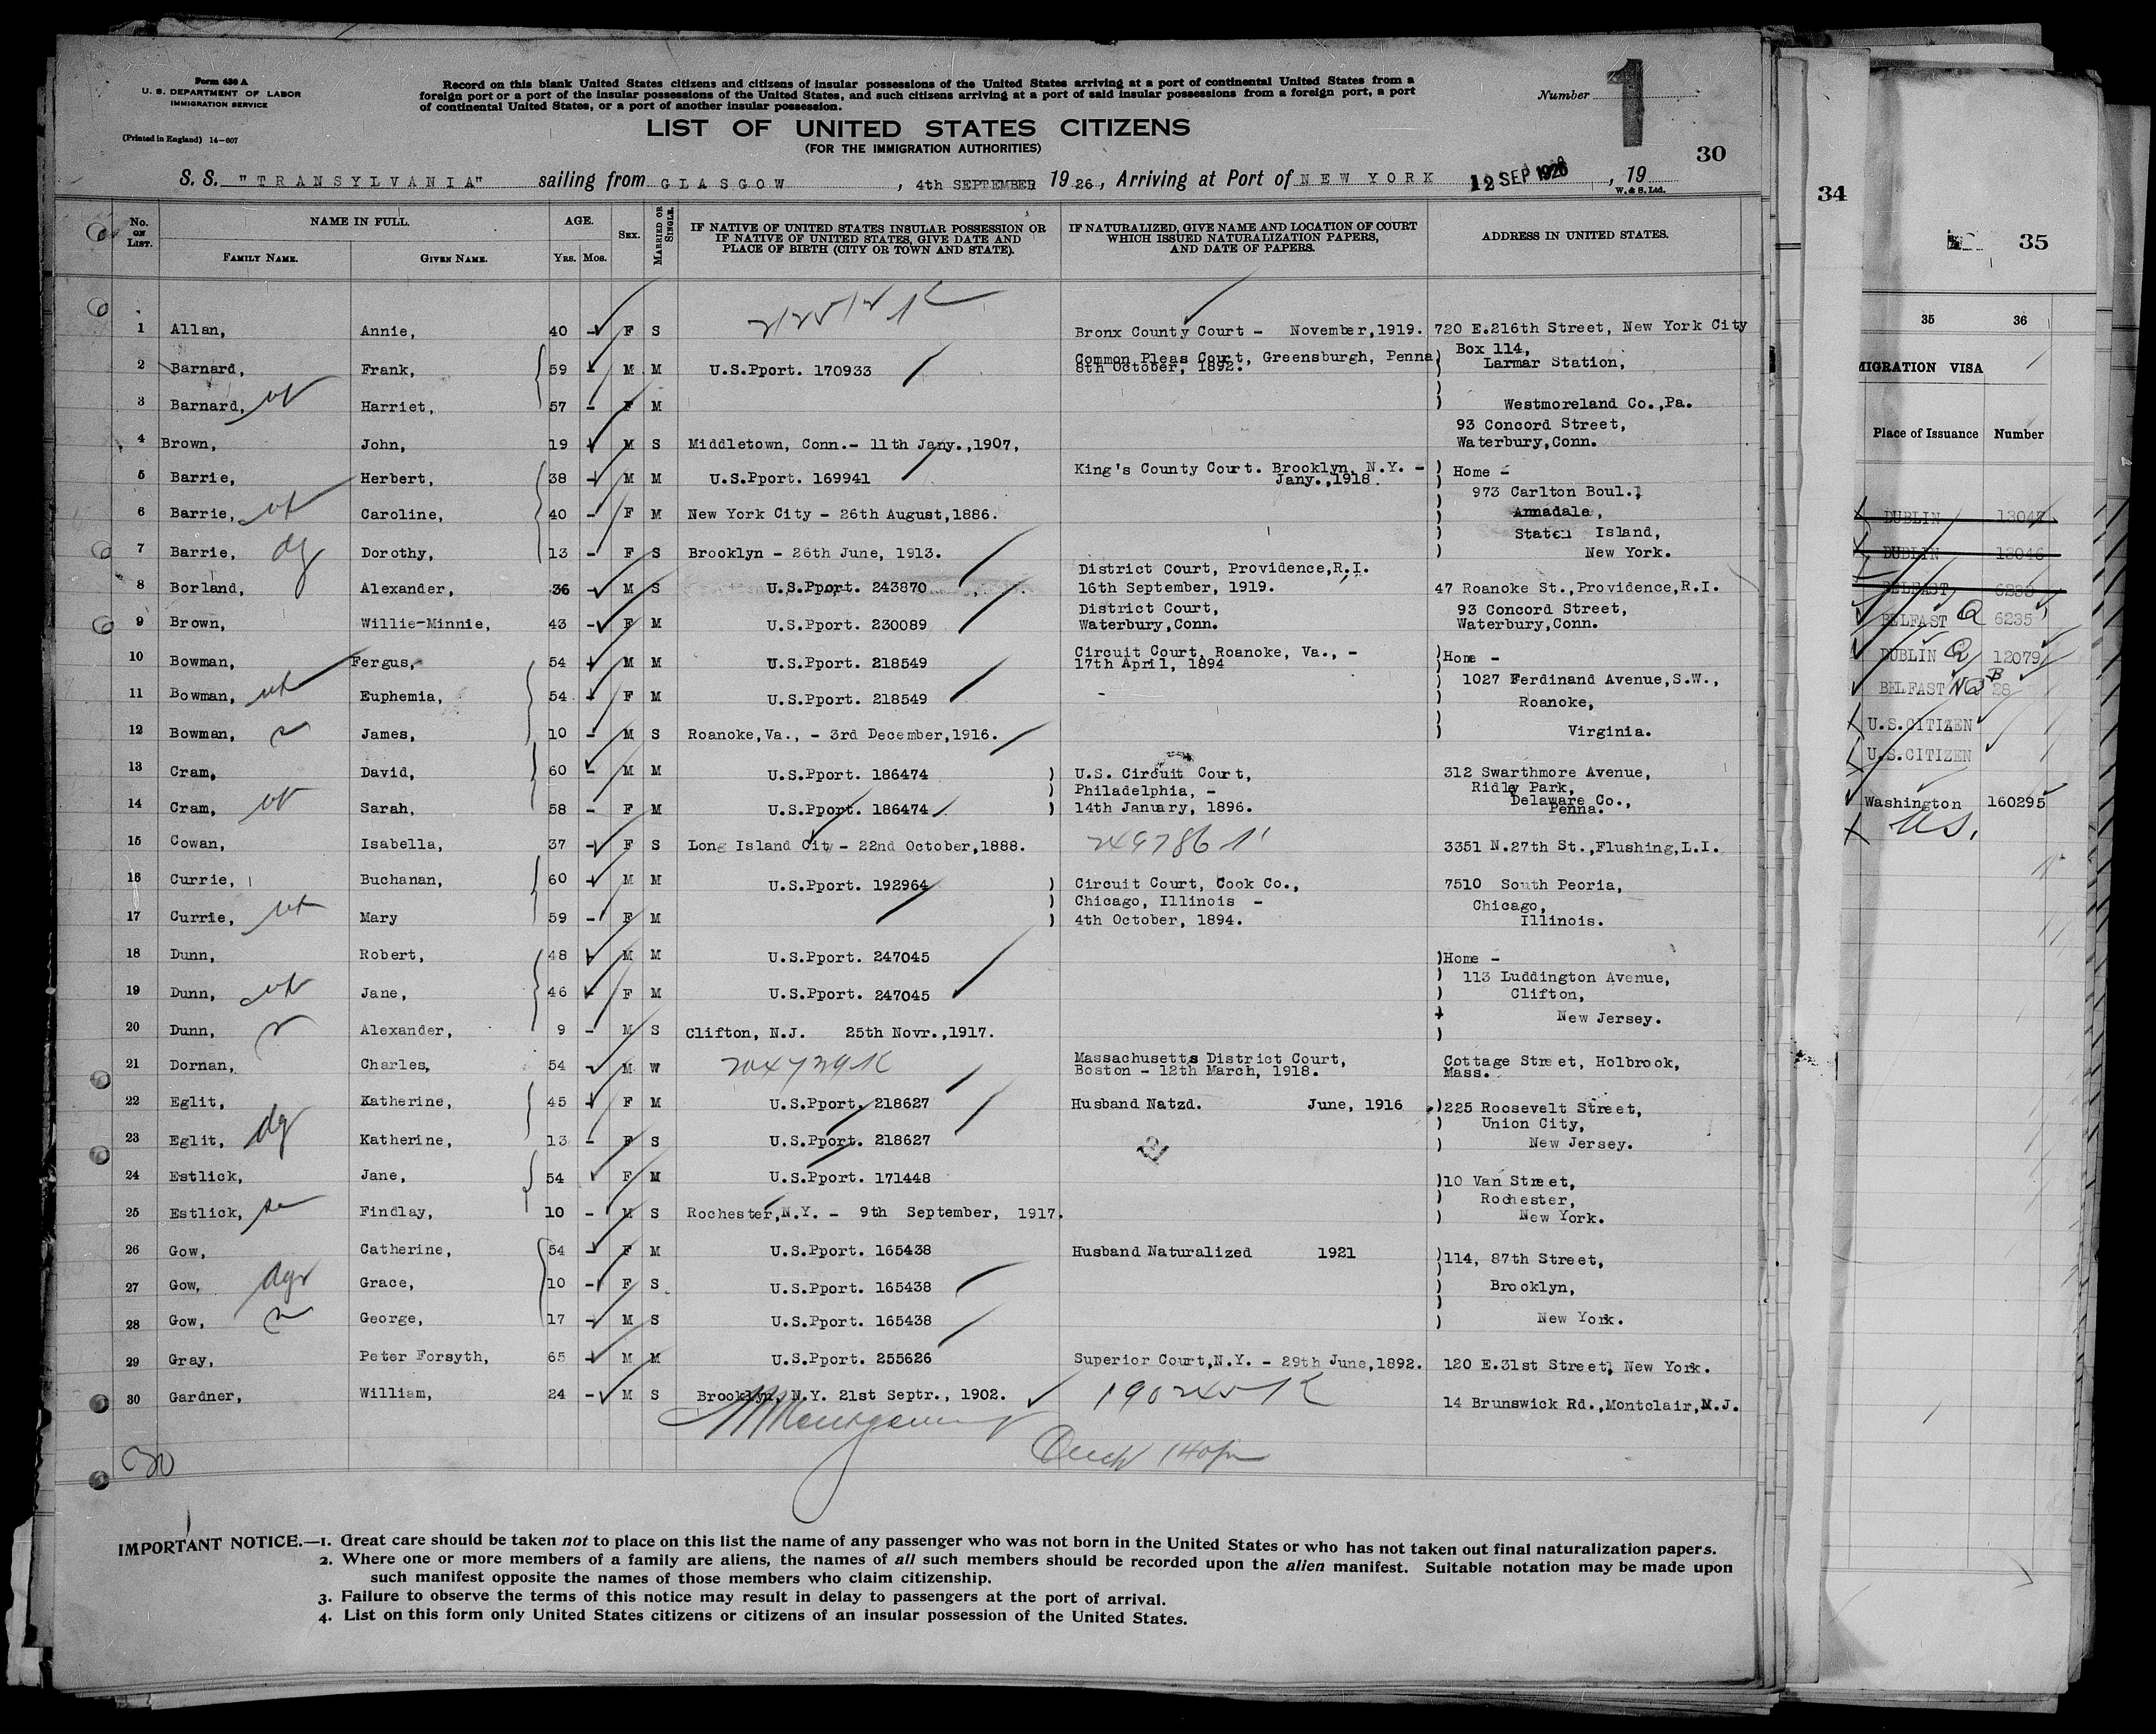 Form 630 A
U. S. DEPARTMENT OF LABOR
IMMIGRATION SERVICE
(Printed in England) 14-607
Record on this blank United States citizens and citizens of insular possessions of the United States arriving at a port of continental United States from a
foreign port or a port of the insular possessions of the United States, and such citizens arriving at a port of said insular possessions from a foreign port, a port
of continental United States, or a port of another insular possession.
Number 1
LIST OF UNITED STATES CITIZENS
(FOR THE IMMIGRATION AUTHORITIES)
30
S. S. "TRANSYLVANIA" sailing from GLASGOW, 4th SEPTEMBER 1926, Arriving at Port of NEW YORK 12 SEP 1926, 19
W. & S. Ltd.
No. ON LIST. NAME IN FULL. FAMILY NAME. GIVEN NAME. AGE. YRS. MOS. SEX. MARRIED OR SINGLE. IF NATIVE OF UNITED STATES INSULAR POSSESSION OR IF NATIVE OF UNITED STATES, GIVE DATE AND PLACE OF BIRTH (CITY OR TOWN AND STATE). IF NATURALIZED, GIVE NAME AND LOCATION OF COURT WHICH ISSUED NATURALIZATION PAPERS, AND DATE OF PAPERS. ADDRESS IN UNITED STATES.
1 Allan, Annie, 40 - F S Bronx County Court - November,1919. 720 E.216th Street, New York City
2 Barnard, Frank, 59 - M M U.S.Pport. 170933 Common Pleas Court, Greensburgh, Penna) 8th October, 1892. Box 114, Larmar Station,
3 Barnard, Harriet, 57 - F M ) Westmoreland Co.,Pa.
4 Brown, John, 19 M S Middletown, Conn.- 11th Jany.,1907, 93 Concord Street, Waterbury,Conn.
5 Barrie, Herbert, 38 - M M U.S.Pport. 169941 King's County Court. Brooklyn, N.Y. - Jany.,1918. ) Home -
973 Carlton Boul.,
6 Barrie, Caroline, 40 - F M New York City - 26th August,1886. ) Annadale,
Staten Island,
7 Barrie, dg Dorothy, 13 - F S Brooklyn - 26th June, 1913. ) New York.
8 Borland, Alexander, 36 - M S U.S.Pport. 243870 District Court, Providence,R.I. 16th September, 1919. 47 Roanoke St.,Providence,R.I.
9 Brown, Willie-Minnie, 43 - F M U.S.Pport. 230089 District Court, Waterbury,Conn. 93 Concord Street, Waterbury,Conn.
10 Bowman, Fergus, 54 - M M U.S.Pport. 218549 Circuit Court, Roanoke, Va., - 17th April, 1894 )Home -
11 Bowman, Euphemia, 54 - F M U.S.Pport. 218549 - ) 1027 Ferdinand Avenue,S.W.,
Roanoke,
12 Bowman, James, 10 - M S Roanoke,Va., - 3rd December,1916. ) Virginia.
13 Cram, David, 60 - M M U.S.Pport. 186474 ) U.S. Circuit Court, 312 Swarthmore Avenue,
) Philadelphia, - Ridly Park,
14 Cram, Sarah, 58 - F M U.S.Pport. 186474 ) 14th January, 1896. Delaware Co., Penna.
15 Cowan, Isabella, 37 - F S Long Island City - 22nd October,1888. 249786 3351 N.27th St.,Flushing,L.I.
16 Currie, Buchanan, 60 - M M U.S.Pport. 192964 ) Circuit Court, Cook Co., 7510 South Peoria,
) Chicago, Illinois - Chicago,
17 Currie, Mary 59 - F M ) 4th October, 1894. Illinois.
18 Dunn, Robert, 48 - M M U.S.Pport. 247045 )Home -
) 113 Luddington Avenue,
19 Dunn, Jane, 46 - F M U.S.Pport. 247045 ) Clifton,
20 Dunn, Alexander, 9 - M S Clifton, N.J. 25th Novr.,1917. New Jersey.
21 Dornan, Charles, 54 - M W Massachusetts District Court, Boston - 12th March, 1918. Cottage Street, Holbrook, Mass.
22 Eglit, Katherine, 45 - F M U.S.Pport. 218627 Husband Natzd. June, 1916 )225 Roosevelt Street,
) Union City,
23 Eglit, dg Katherine, 13 - F S U.S.Pport. 218627 ) New Jersey.
24 Estlick, Jane, 54 F M U.S.Pport. 171448 )10 Van Street,
) Rochester,
25 Estlick, Findlay, 10 - M S Rochester,N.Y. - 9th September, 1917. ) New York.
26 Gow, Catherine, 54 - F M U.S.Pport. 165438 Husband Naturalized 1921 )114, 87th Street,
27 Gow, Grace, 10 - F S U.S.Pport. 165438 ) Brooklyn,
28 Gow, George, 17 - M S U.S.Pport. 165438 ) New York.
29 Gray, Peter Forsyth, 65 - M M U.S.Pport. 255626 Superior Court,N.Y. - 29th June,1892. 120 E.31st Street, New York.
30 Gardner, William, 24 - M S Brooklyn, N.Y. 21st Septr., 1902. 190245 14 Brunswick Rd.,Montclair,N.J.
30
IMPORTANT NOTICE.—1. Great care should be taken not to place on this list the name of any passenger who was not born in the United States or who has not taken out final naturalization papers.
2. Where one or more members of a family are aliens, the names of all such members should be recorded upon the alien manifest. Suitable notation may be made upon
such manifest opposite the names of those members who claim citizenship.
3. Failure to observe the terms of this notice may result in delay to passengers at the port of arrival.
4. List on this form only United States citizens or citizens of an insular possession of the United States.
34
35
35 36
MIGRATION VISA
Place of Issuance Number
DUBLIN 13047
DUBLIN 13046
BELFAST
BELFAST 6235
DUBLIN 12079
BELFAST 28
U.S.CITIZEN
U.S.CITIZEN
Washington 160295
US.